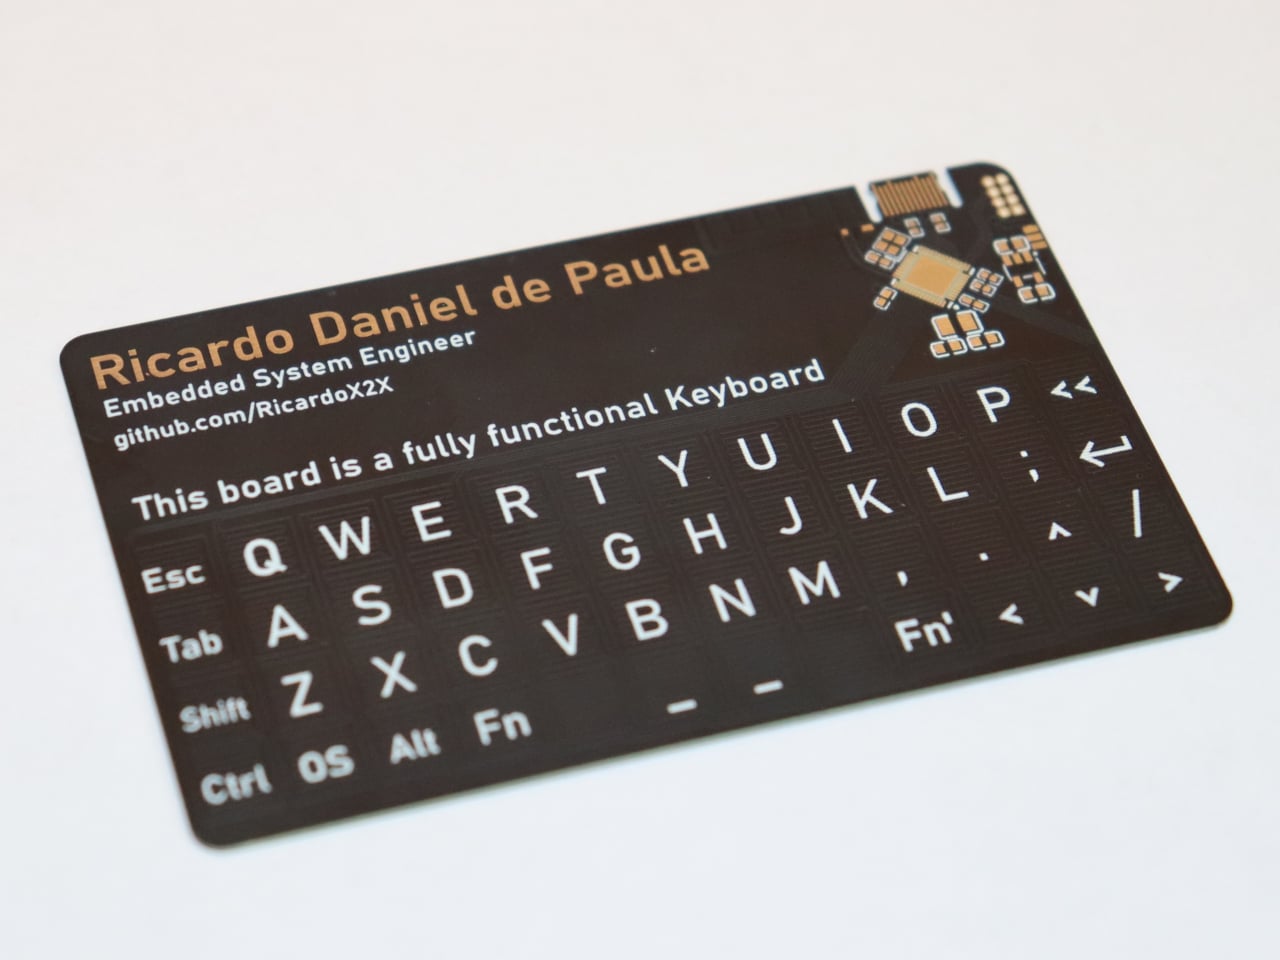 Ricardo Daniel de Paula
Embedded System Engineer
github.com/RicardoX2X
This board is a fully functional Keyboard
Esc Q W E R T Y U I O P <<
Tab A S D F G H J K L ; ↵
Shift Z X C V B N M , . ^ /
Ctrl OS Alt Fn _ _ Fn' < v >